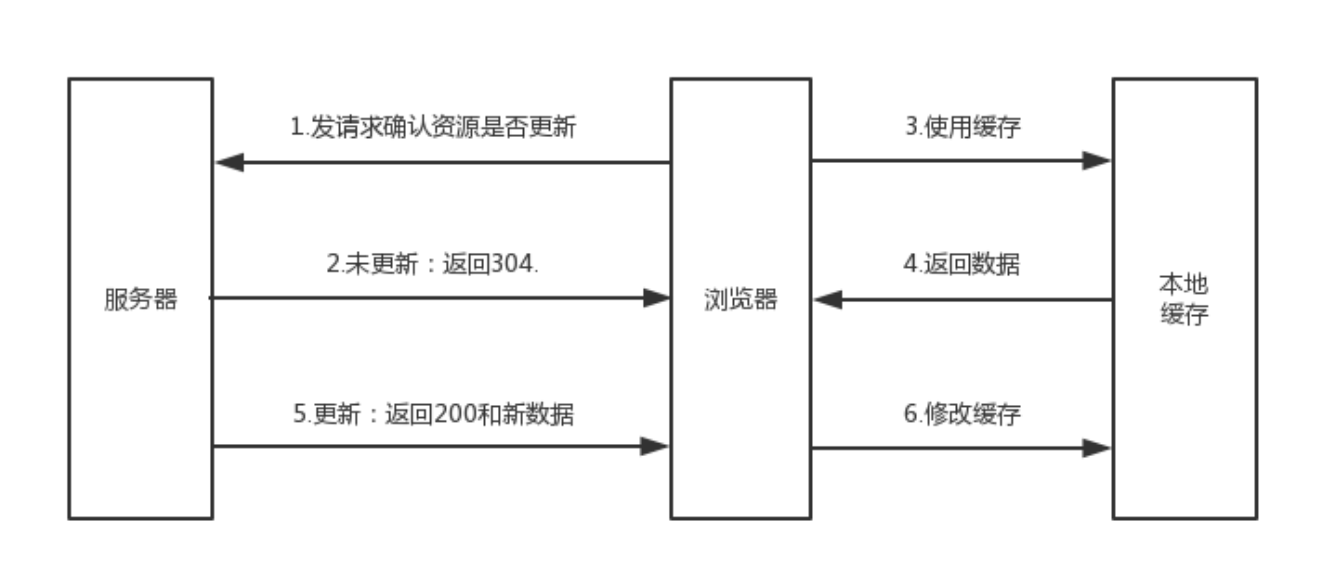 1.发请求确认资源是否更新
3.使用缓存
2.未更新：返回304.
4.返回数据
服务器
浏览器
本地
缓存
5.更新：返回200和新数据
6.修改缓存